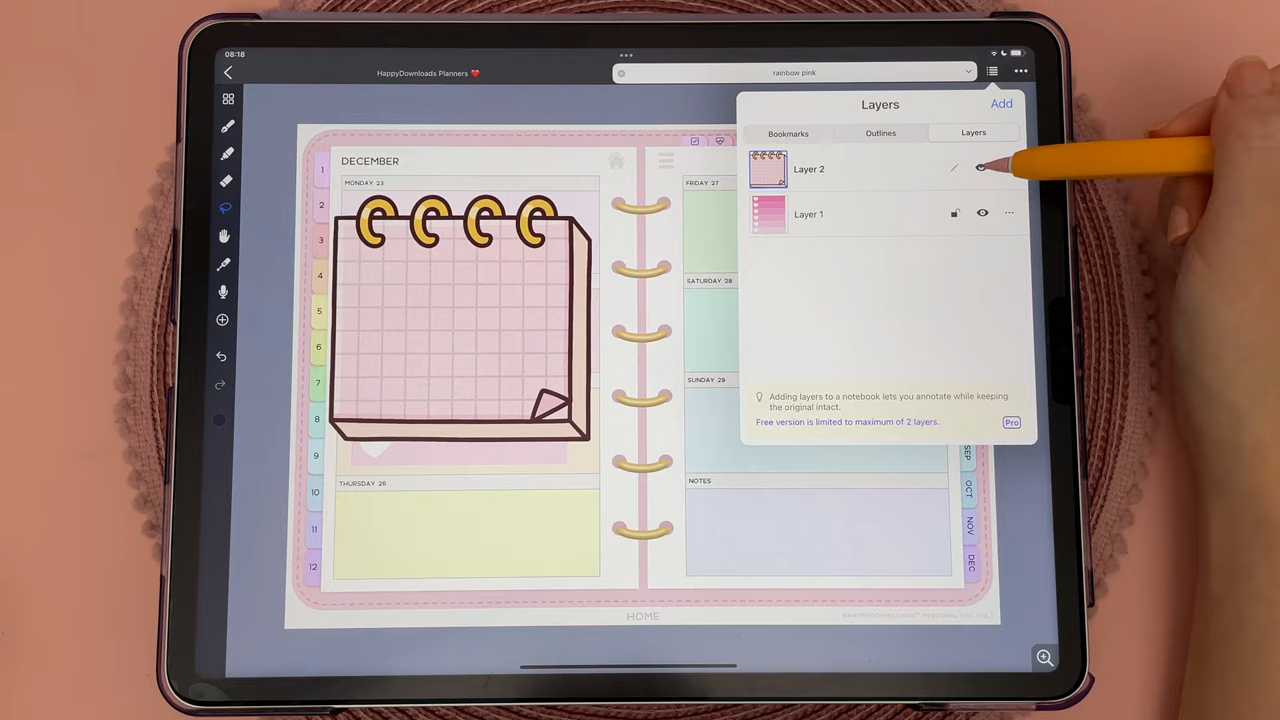 08:18
HappyDownloads Planners ❤️
rainbow pink
Layers
Add
Bookmarks
Outlines
Layers
Layer 2
Layer 1
Adding layers to a notebook lets you annotate while keeping
the original intact.
Free version is limited to maximum of 2 layers.
Pro
DECEMBER
MONDAY 23
THURSDAY 26
FRIDAY 27
SATURDAY 28
SUNDAY 29
NOTES
1
2
3
4
5
6
7
8
9
10
11
12
SEP
OCT
NOV
DEC
HOME